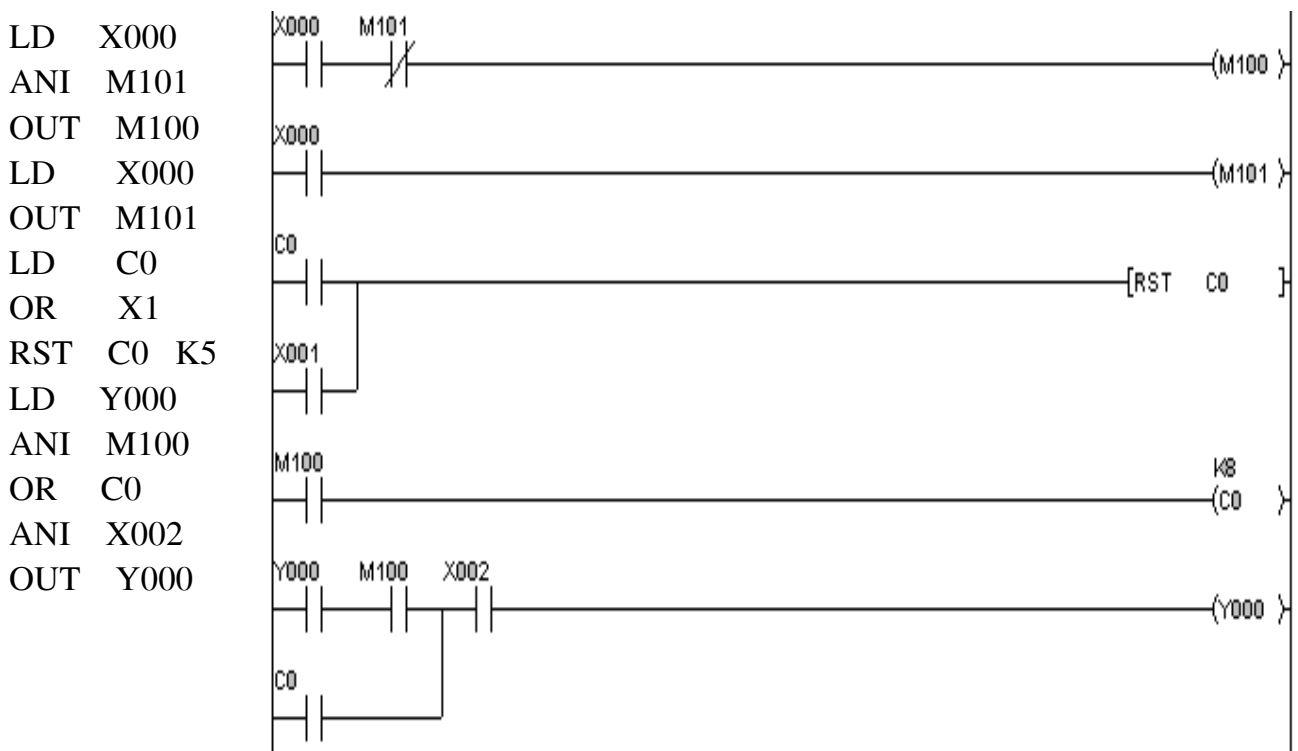 LD X000
ANI M101
OUT M100
LD X000
OUT M101
LD C0
OR X1
RST C0 K5
LD Y000
ANI M100
OR C0
ANI X002
OUT Y000
X000 M101
(M100 )
X000
(M101 )
C0
[RST C0 ]
X001
M100
K8
(C0 )
Y000 M100 X002
(Y000 )
C0